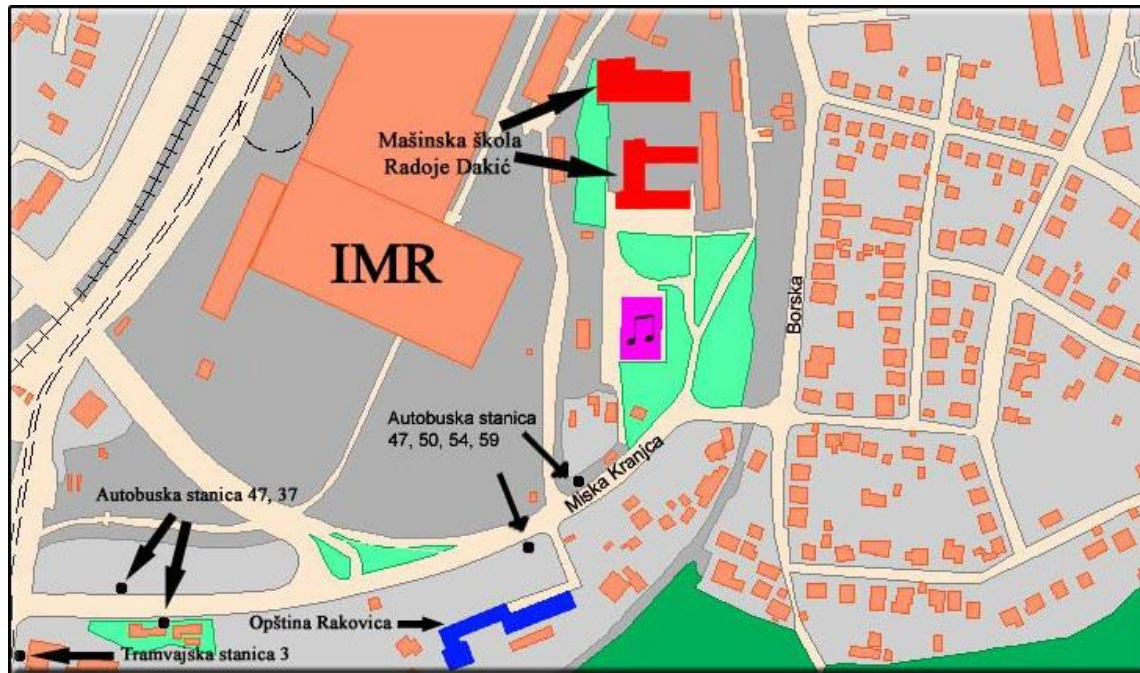 Mašinska škola
Radoje Dakić
IMR
Borska
Autobuska stanica
47, 50, 54, 59
Miska Kranjca
Autobuska stanica 47, 37
Opština Rakovica
Tramvajska stanica 3